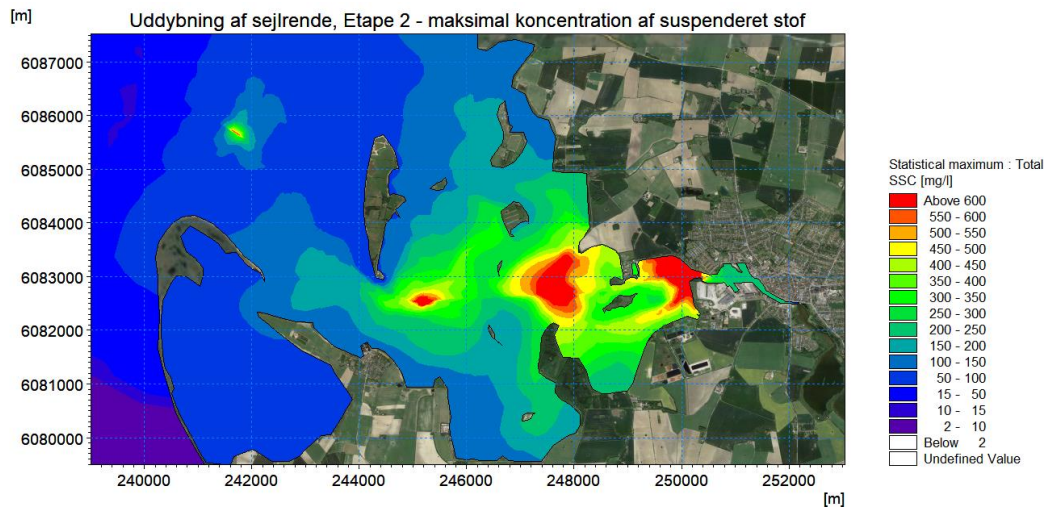 [m]
Uddybning af sejlrende, Etape 2 - maksimal koncentration af suspenderet stof
6087000
6086000
6085000
6084000
6083000
6082000
6081000
6080000
240000 242000 244000 246000 248000 250000 252000
[m]
Statistical maximum : Total
SSC [mg/l]
Above 600
550 - 600
500 - 550
450 - 500
400 - 450
350 - 400
300 - 350
250 - 300
200 - 250
150 - 200
100 - 150
50 - 100
15 - 50
10 - 15
2 - 10
Below 2
Undefined Value